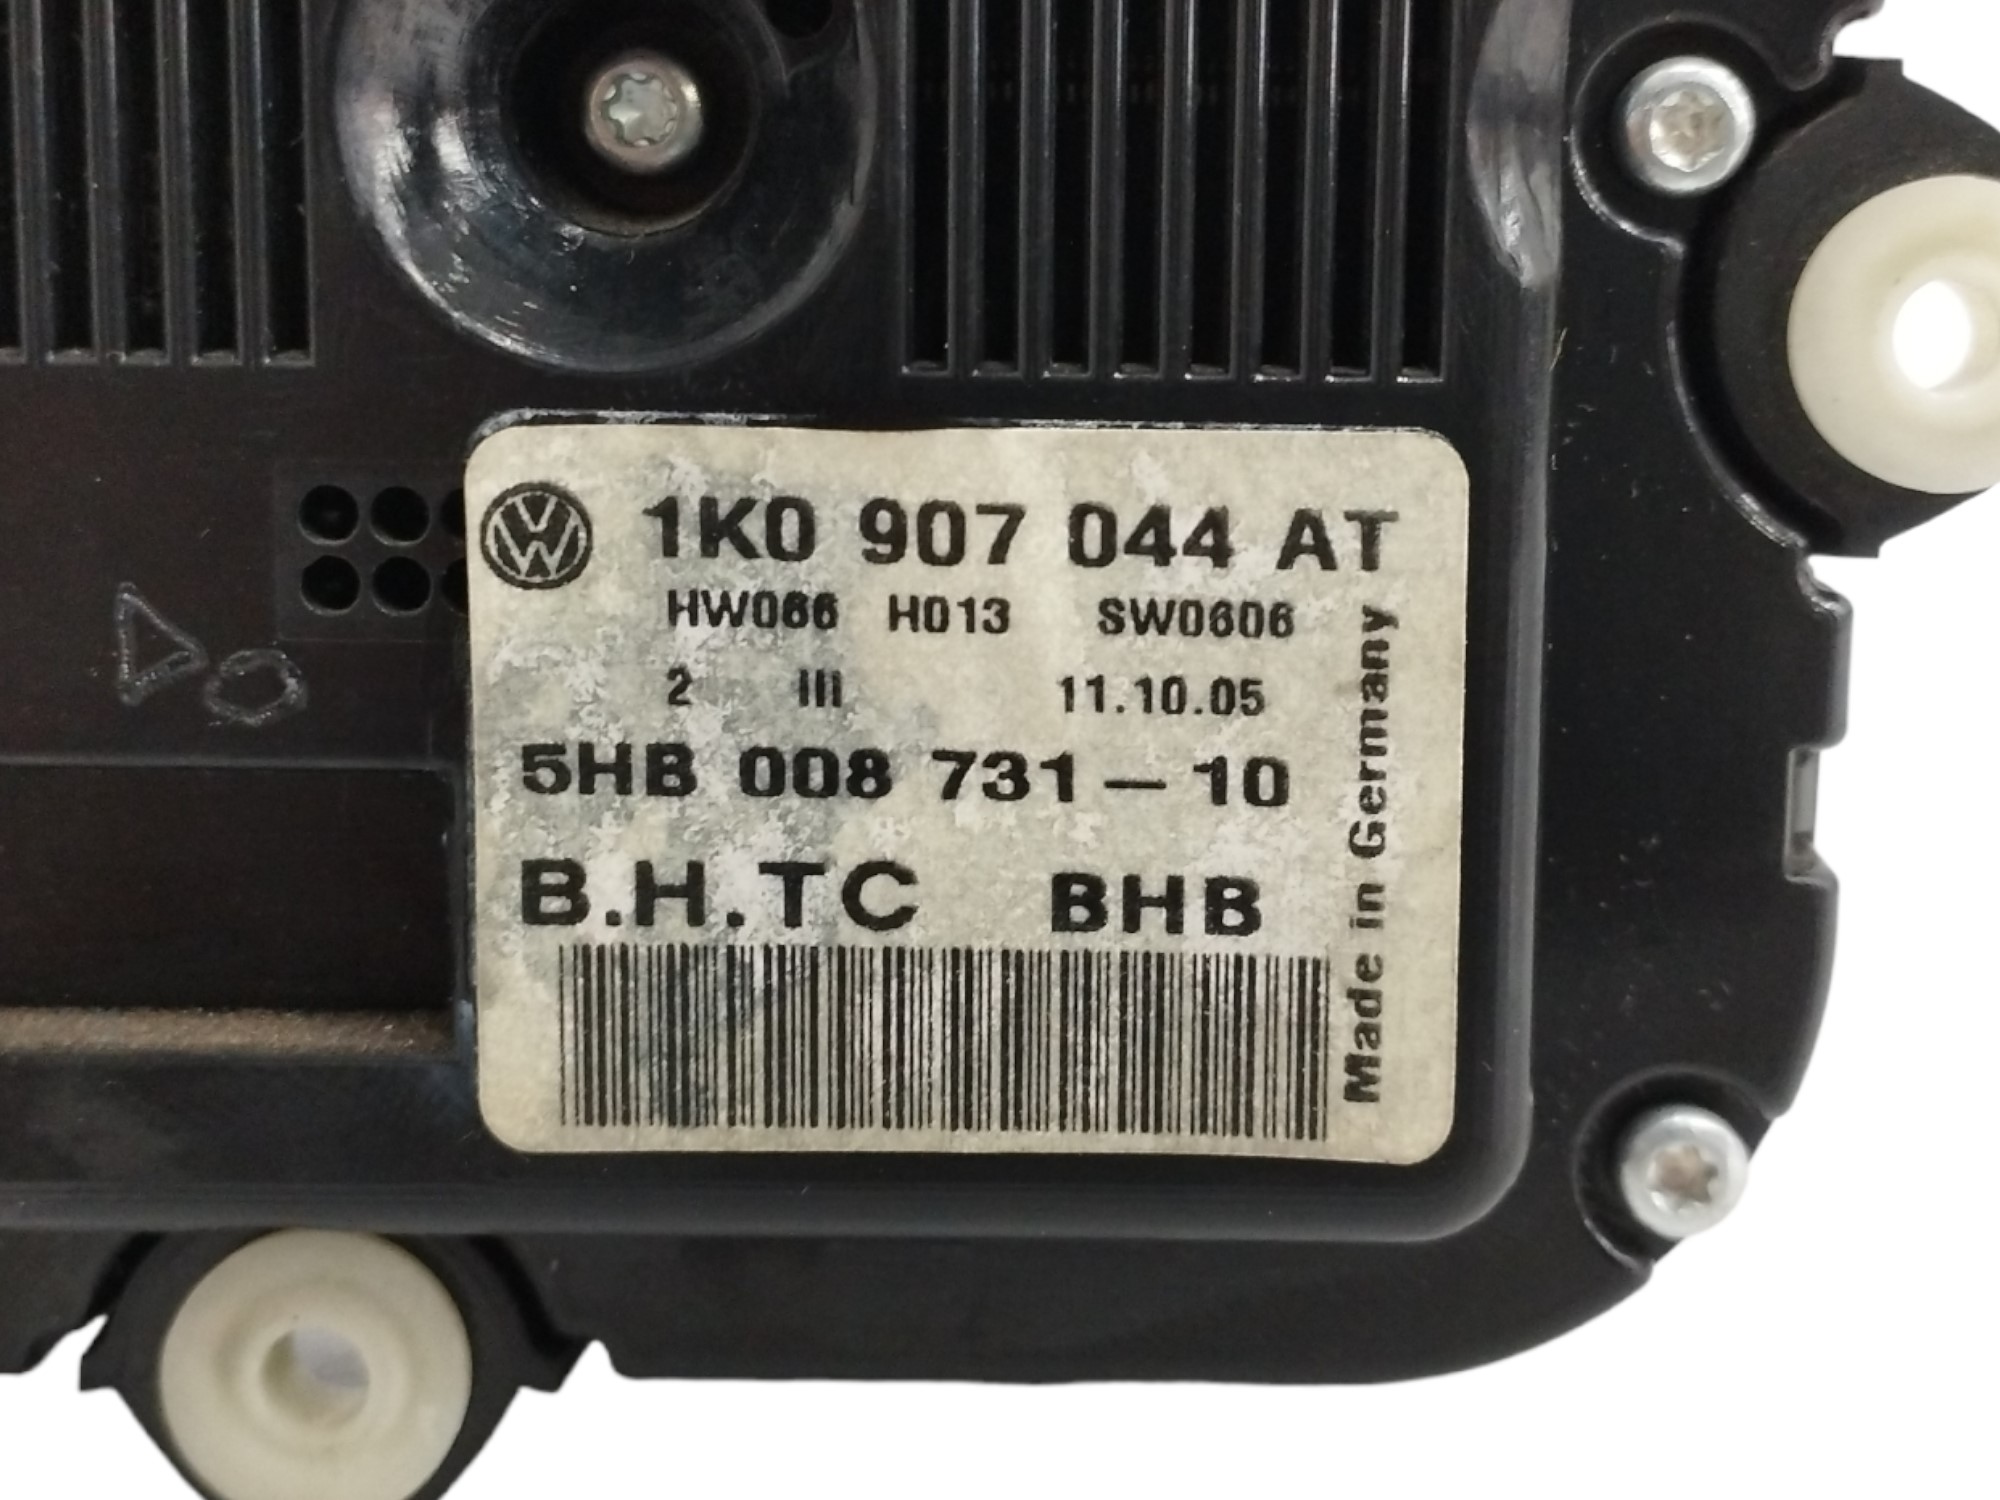 1K0 907 044 AT
HW066 H013 SW0606
2 III 11.10.05
5HB 008 731-10
B.H.TC BHB
Made in Germany